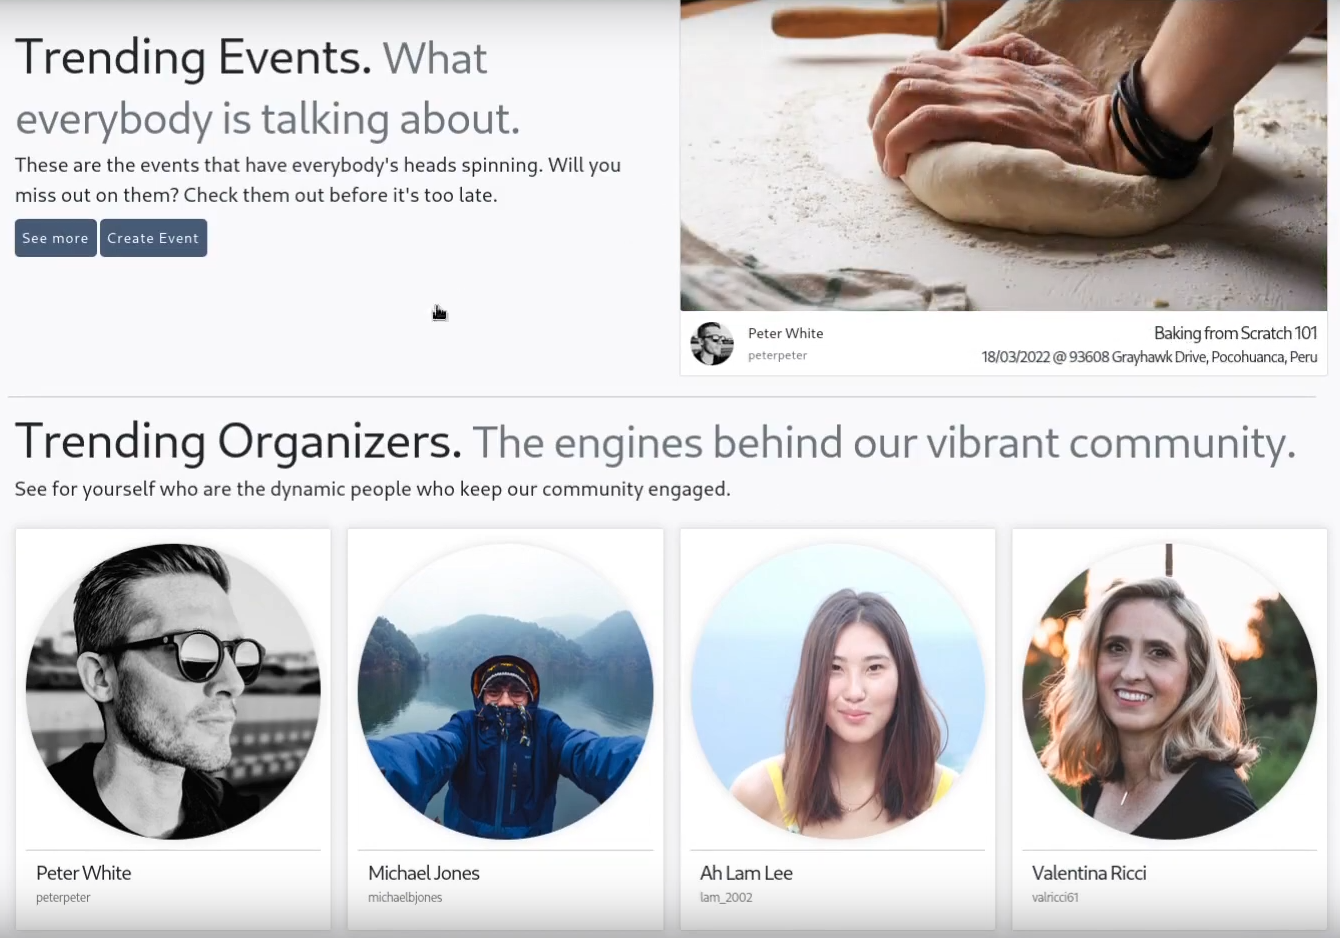 Trending Events. What
everybody is talking about.
These are the events that have everybody's heads spinning. Will you
miss out on them? Check them out before it's too late.
See more Create Event
Peter White
peterpeter
Baking from Scratch 101
18/03/2022 @ 93608 Grayhawk Drive, Pocohuanca, Peru
Trending Organizers. The engines behind our vibrant community.
See for yourself who are the dynamic people who keep our community engaged.
Peter White
peterpeter
Michael Jones
michaelbjones
Ah Lam Lee
lam_2002
Valentina Ricci
valricci61